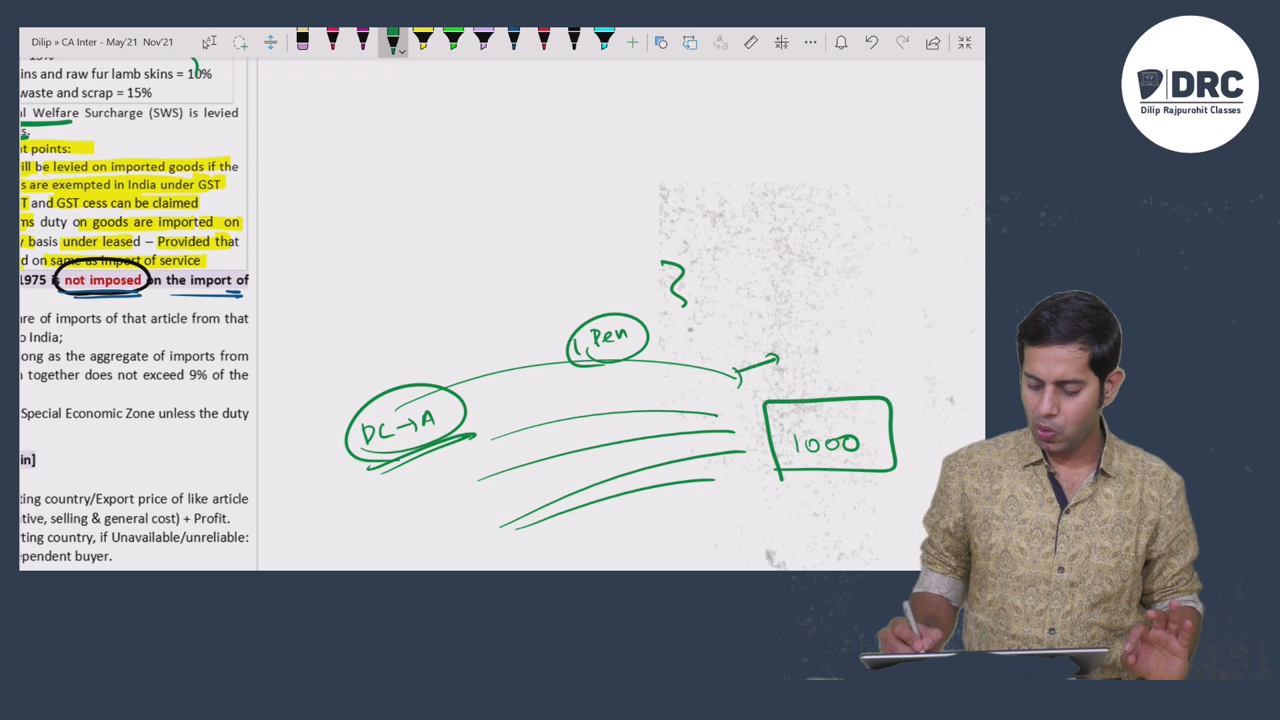 Dilip » CA Inter - May'21 Nov'21
ins and raw fur lamb skins = 10%
waste and scrap = 15%
al Welfare Surcharge (SWS) is levied
s.
nt points:
ill be levied on imported goods if the
s are exempted in India under GST
T and GST cess can be claimed
ms duty on goods are imported on
y basis under leased – Provided that
d on same as import of service
1975 is not imposed on the import of
are of imports of that article from that
o India;
ong as the aggregate of imports from
n together does not exceed 9% of the
Special Economic Zone unless the duty
in]
ting country/Export price of like article
tive, selling & general cost) + Profit.
ting country, if Unavailable/unreliable:
ependent buyer.
Pen
DC → A
1000
DRC
Dilip Rajpurohit Classes